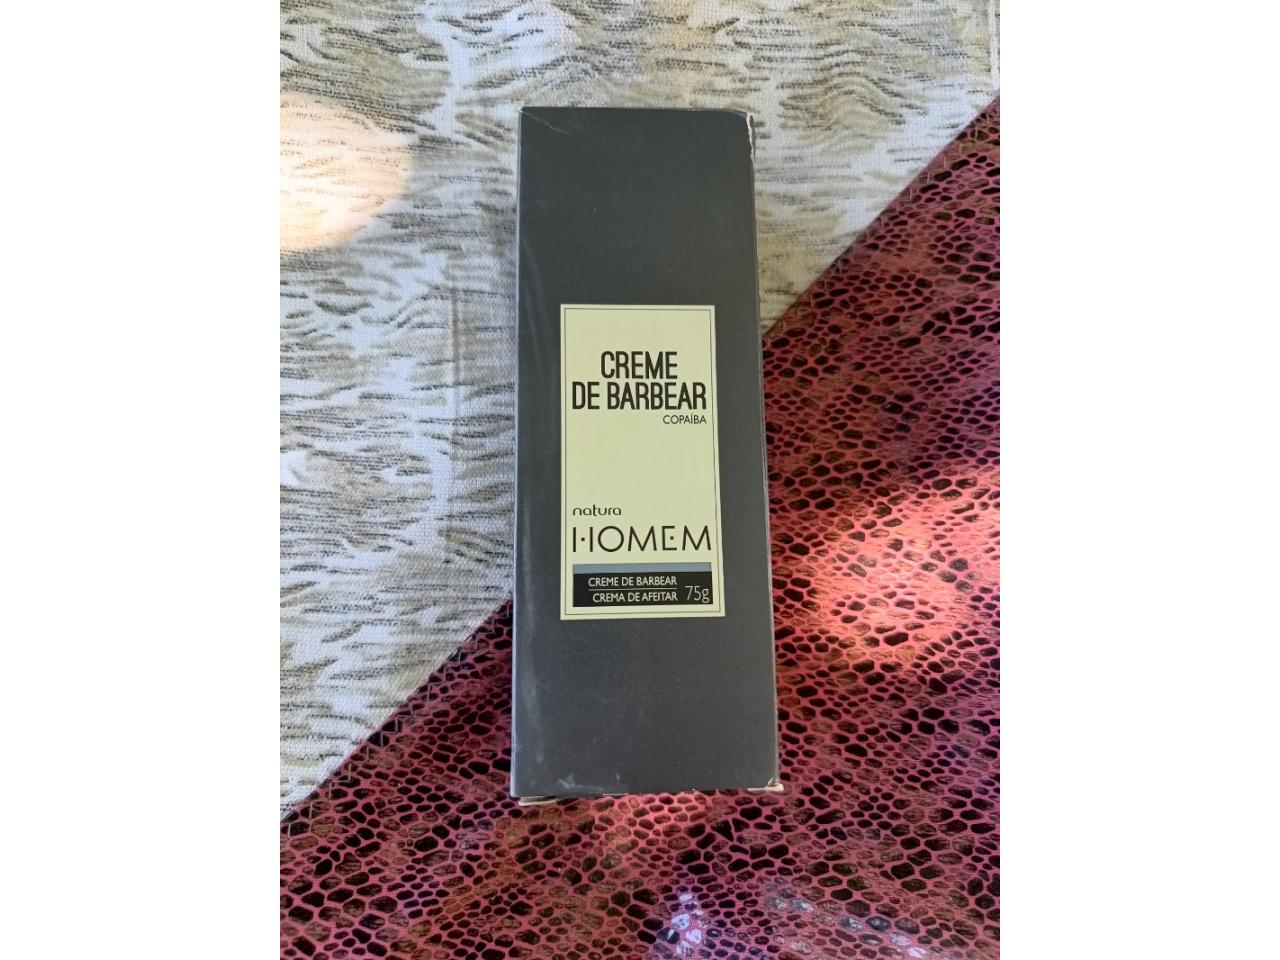 CREME
DE BARBEAR
COPAÍBA
natura
HOMEM
CREME DE BARBEAR
CREMA DE AFEITAR 75g